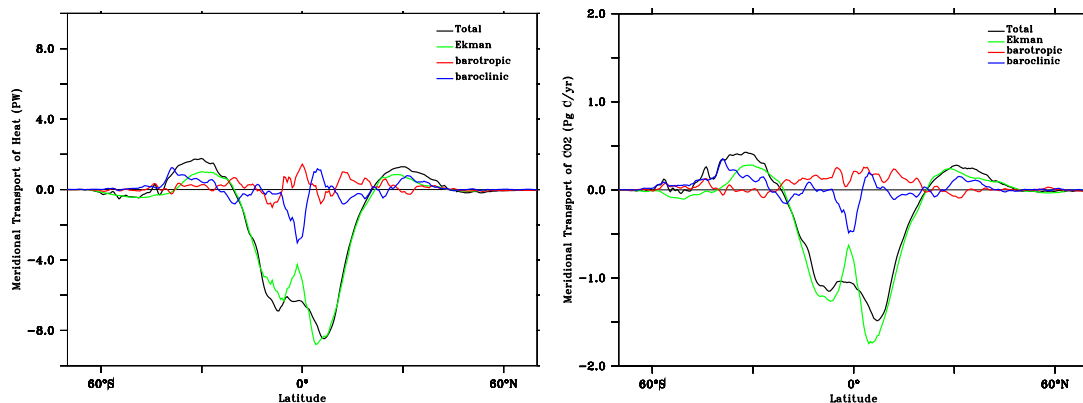 8.0
4.0
0.0
-4.0
-8.0
Meridional Transport of Heat (PW)
Total
Ekman
barotropic
baroclinic
60°S
0°
60°N
Latitude
2.0
1.0
0.0
-1.0
-2.0
Meridional Transport of CO2 (Pg C/yr)
Total
Ekman
barotropic
baroclinic
60°S
0°
60°N
Latitude